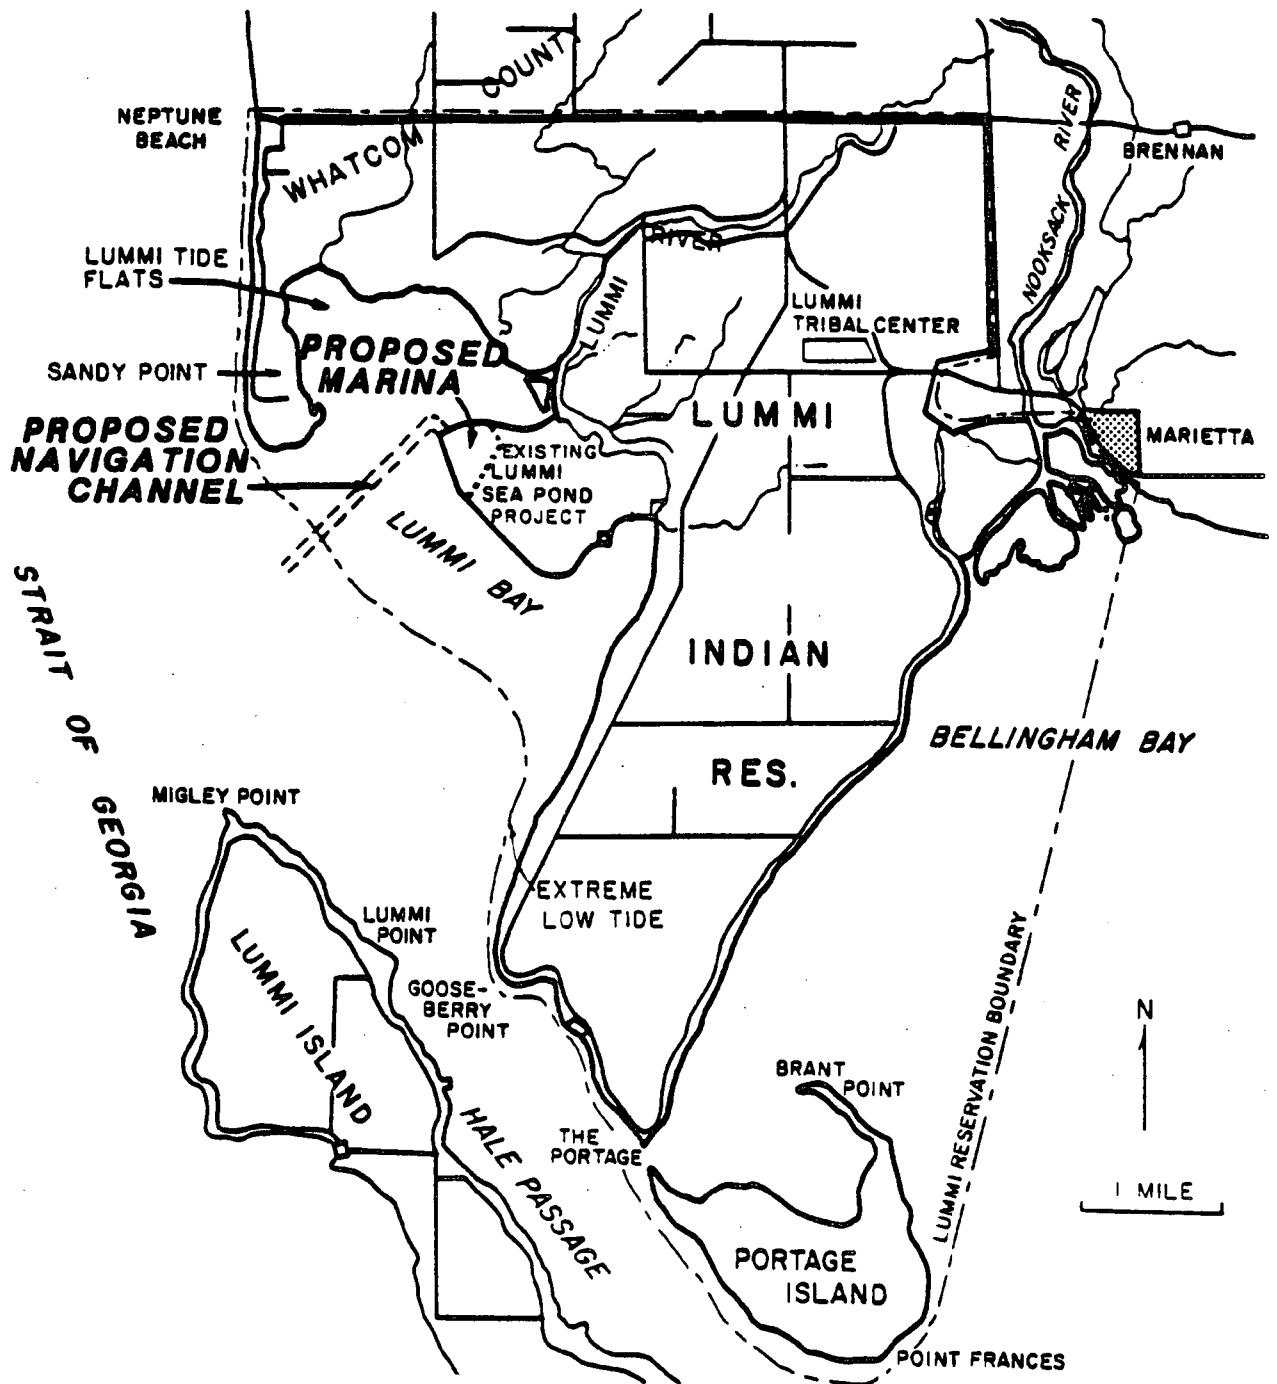 COUNT
NEPTUNE
BEACH
WHATCOM
RIVER
BRENNAN
NOOKSACK
RIVER
LUMMI TIDE
FLATS
LUMMI
LUMMI
TRIBAL CENTER
PROPOSED
MARINA
SANDY POINT
LUMMI
MARIETTA
PROPOSED
NAVIGATION
CHANNEL
EXISTING
LUMMI
SEA POND
PROJECT
LUMMI BAY
STRAIT OF GEORGIA
INDIAN
BELLINGHAM BAY
RES.
MIGLEY POINT
EXTREME
LOW TIDE
LUMMI
POINT
LUMMI ISLAND
GOOSE-
BERRY
POINT
LUMMI RESERVATION BOUNDARY
N
BRANT
POINT
HALE PASSAGE
THE
PORTAGE
1 MILE
PORTAGE
ISLAND
POINT FRANCES